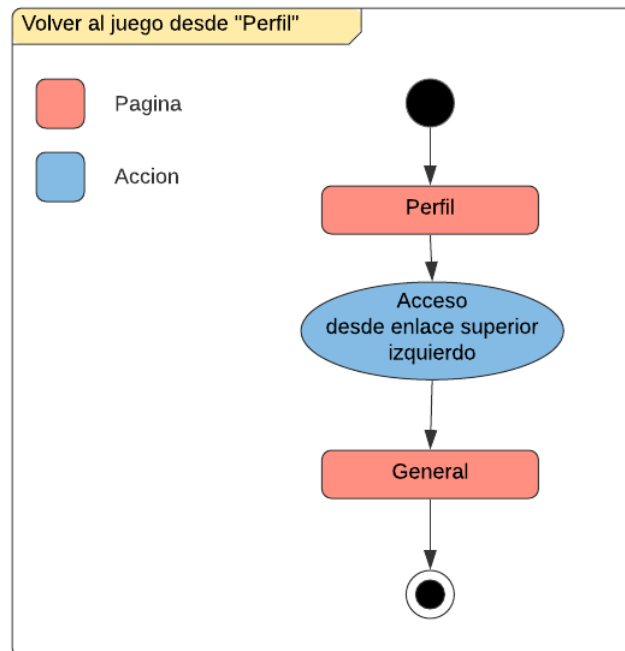 Volver al juego desde "Perfil"
Pagina
Accion
Perfil
Acceso
desde enlace superior
izquierdo
General